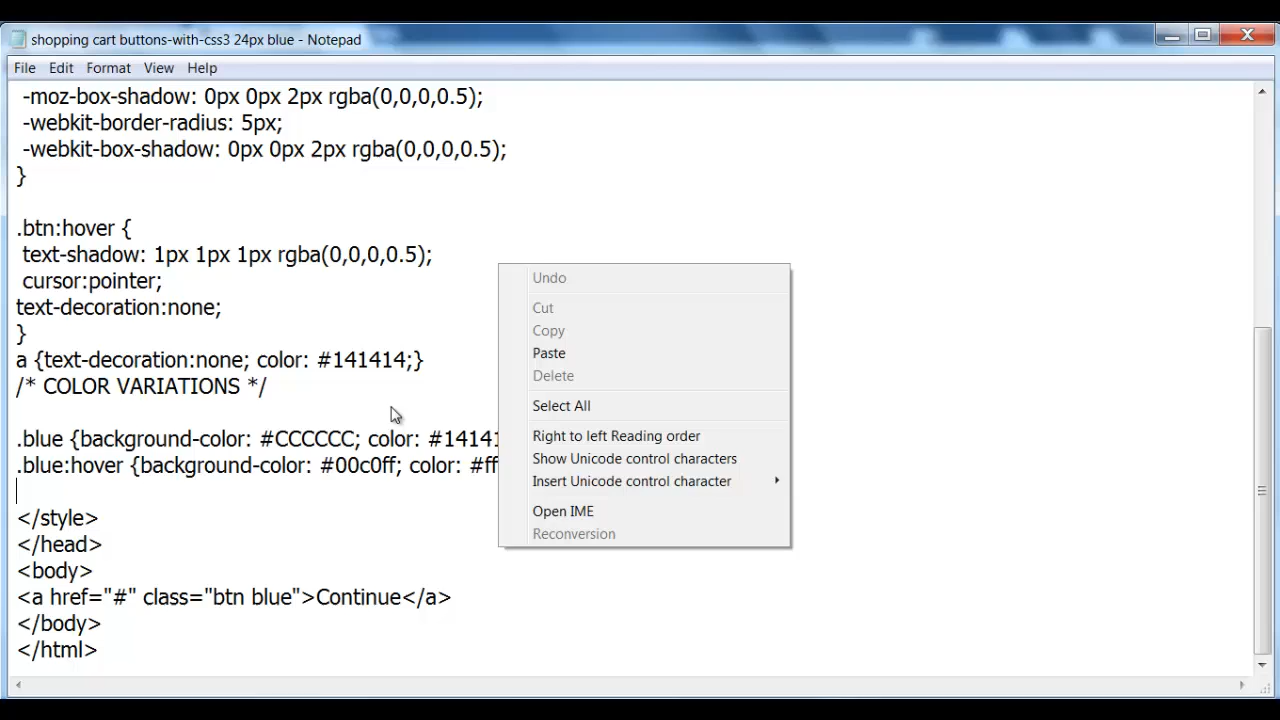 shopping cart buttons-with-css3 24px blue - Notepad
File Edit Format View Help
-moz-box-shadow: 0px 0px 2px rgba(0,0,0,0.5);
-webkit-border-radius: 5px;
-webkit-box-shadow: 0px 0px 2px rgba(0,0,0,0.5);
}
.btn:hover {
text-shadow: 1px 1px 1px rgba(0,0,0,0.5);
cursor:pointer;
text-decoration:none;
}
a {text-decoration:none; color: #141414;}
/* COLOR VARIATIONS */
.blue {background-color: #CCCCCC; color: #1414
.blue:hover {background-color: #00c0ff; color: #ff
</style>
</head>
<body>
<a href="#" class="btn blue">Continue</a>
</body>
</html>
Undo
Cut
Copy
Paste
Delete
Select All
Right to left Reading order
Show Unicode control characters
Insert Unicode control character
Open IME
Reconversion